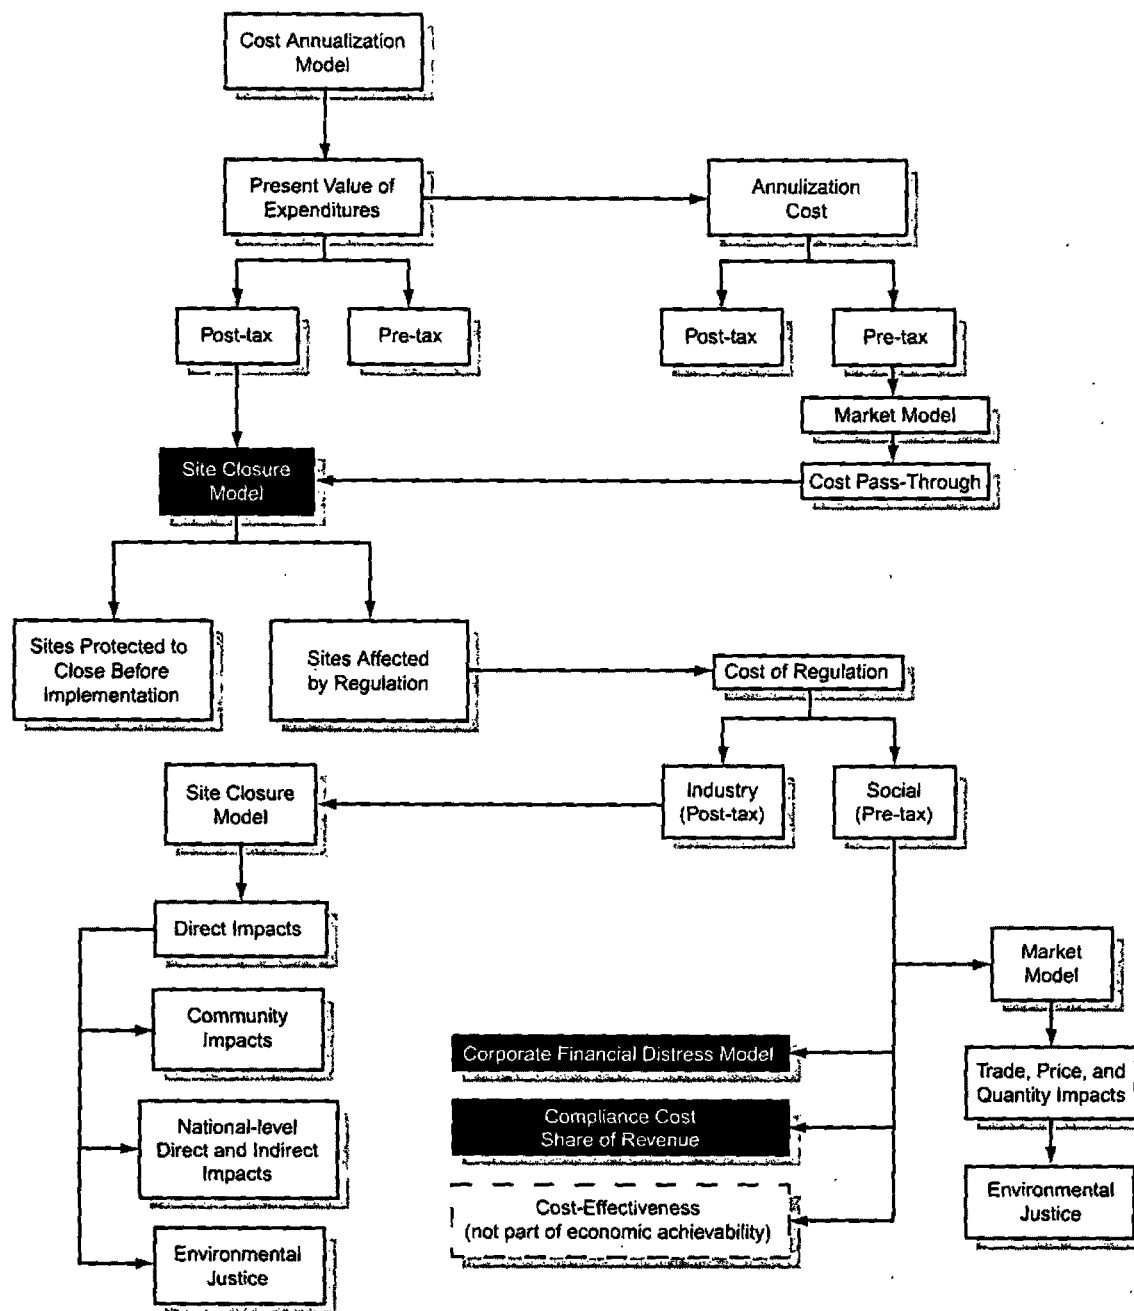 Cost Annualization
Model
Present Value of
Expenditures
Annulization
Cost
Post-tax
Pre-tax
Post-tax
Pre-tax
Market Model
Site Closure
Model
Cost Pass-Through
Sites Protected to
Close Before
Implementation
Sites Affected
by Regulation
Cost of Regulation
Site Closure
Model
Industry
(Post-tax)
Social
(Pre-tax)
Direct Impacts
Market
Model
Community
Impacts
Corporate Financial Distress Model
Trade, Price, and
Quantity Impacts
National-level
Direct and Indirect
Impacts
Compliance Cost
Share of Revenue
Cost-Effectiveness
(not part of economic achievability)
Environmental
Justice
Environmental
Justice